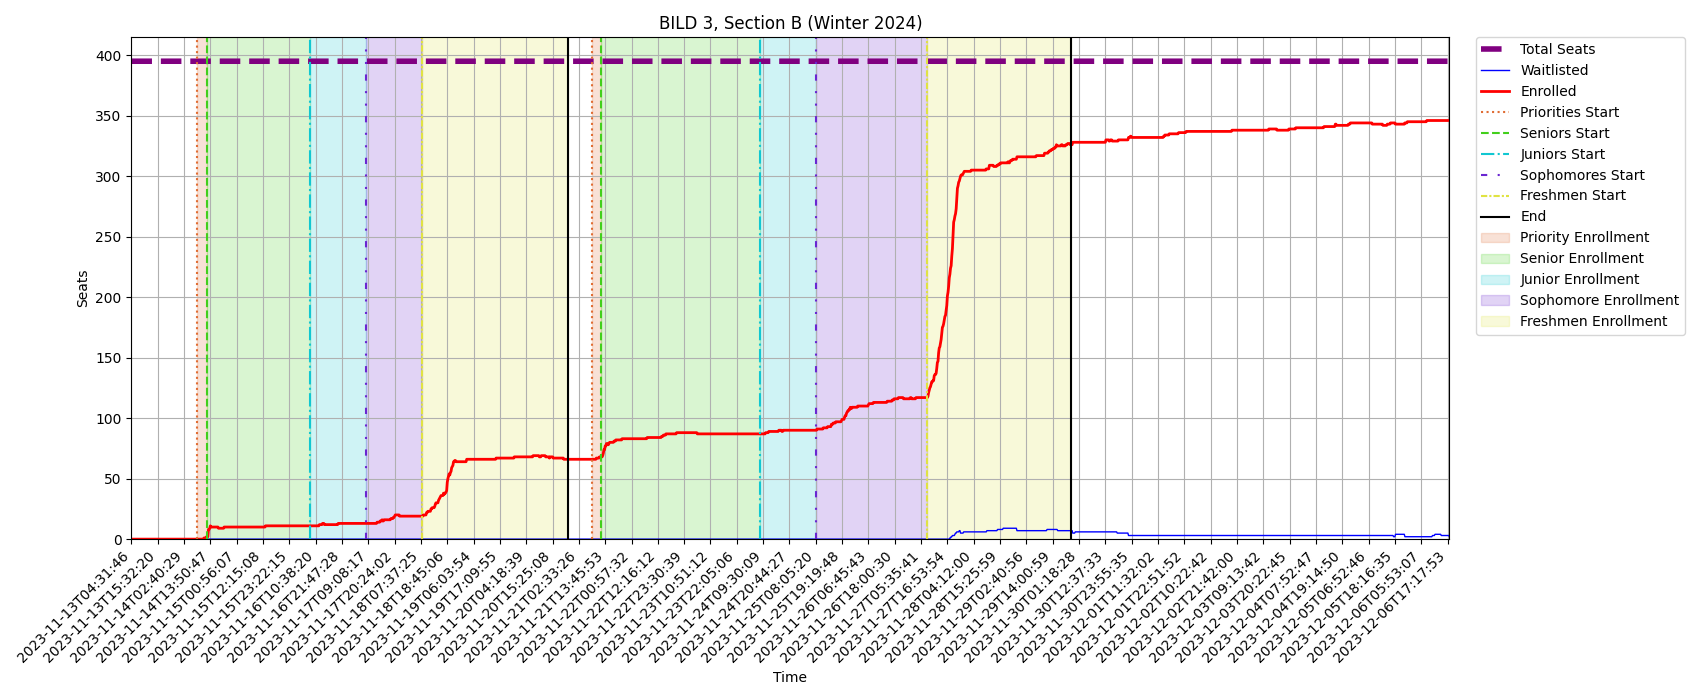 BILD 3, Section B (Winter 2024)
Seats
400
350
300
250
200
150
100
50
0
2023-11-13T04:31:46
2023-11-13T15:32:20
2023-11-14T02:40:29
2023-11-14T13:50:47
2023-11-15T00:56:07
2023-11-15T12:15:08
2023-11-15T23:22:15
2023-11-16T10:38:20
2023-11-16T21:47:28
2023-11-17T09:08:17
2023-11-17T20:24:02
2023-11-18T07:37:25
2023-11-18T18:45:06
2023-11-19T06:03:54
2023-11-19T17:09:55
2023-11-20T04:18:39
2023-11-20T15:25:08
2023-11-21T02:33:26
2023-11-21T13:45:53
2023-11-22T00:57:32
2023-11-22T12:16:12
2023-11-22T23:30:39
2023-11-23T10:51:12
2023-11-23T22:05:06
2023-11-24T09:30:09
2023-11-24T20:44:27
2023-11-25T08:05:20
2023-11-25T19:19:48
2023-11-26T06:45:43
2023-11-26T18:00:30
2023-11-27T05:35:41
2023-11-27T16:53:54
2023-11-28T04:12:00
2023-11-28T15:25:59
2023-11-29T02:40:56
2023-11-29T14:00:59
2023-11-30T01:18:28
2023-11-30T12:37:33
2023-11-30T23:55:35
2023-12-01T11:32:02
2023-12-01T22:51:52
2023-12-02T10:22:42
2023-12-02T21:42:00
2023-12-03T09:13:42
2023-12-03T20:22:45
2023-12-04T07:52:47
2023-12-04T19:14:50
2023-12-05T06:52:46
2023-12-05T18:16:35
2023-12-06T05:53:07
2023-12-06T17:17:53
Time
Total Seats
Waitlisted
Enrolled
Priorities Start
Seniors Start
Juniors Start
Sophomores Start
Freshmen Start
End
Priority Enrollment
Senior Enrollment
Junior Enrollment
Sophomore Enrollment
Freshmen Enrollment